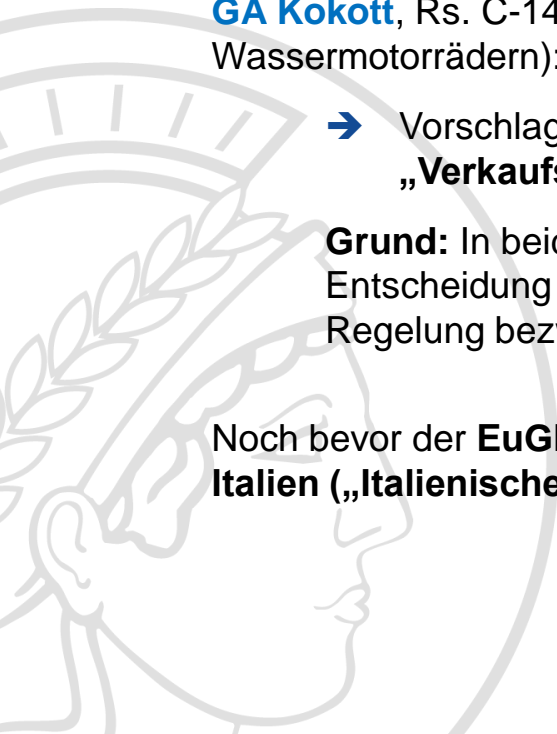 GA Kokott, Rs. C-14
Wassermotorrädern):
➔ Vorschlag
„Verkaufs
Grund: In beid
Entscheidung
Regelung bezw
Noch bevor der EuGH
Italien („Italienische